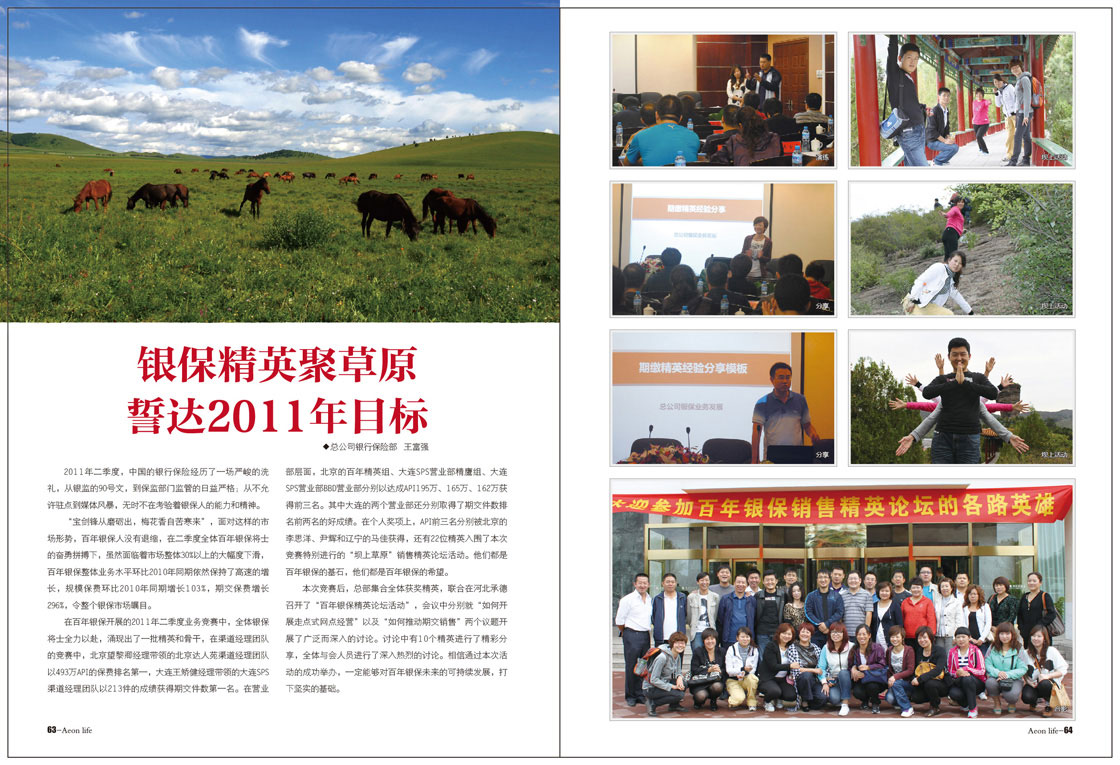 银保精英聚草原
誓达2011年目标
◆总公司银行保险部 王富强
2011年二季度，中国的银行保险经历了一场严峻的洗
礼，从银监的90号文，到保监部门监管的日益严格；从不允
许驻点到媒体风暴，无时不在考验着银保人的能力和精神。
“宝剑锋从磨砺出，梅花香自苦寒来”，面对这样的市
场形势，百年银保人没有退缩，在二季度全体百年银保将士
的奋勇拼搏下，虽然面临着市场整体30%以上的大幅度下滑，
百年银保整体业务水平环比2010年同期依然保持了高速的增
长，规模保费环比2010年同期增长103%，期交保费增长
296%，令整个银保市场瞩目。
在百年银保开展的2011年二季度业务竞赛中，全体银保
将士全力以赴，涌现出了一批精英和骨干，在渠道经理团队
的竞赛中，北京望黎卿经理带领的北京达人苑渠道经理团队
以493万API的保费排名第一，大连王娇健经理带领的大连SPS
渠道经理团队以213件的成绩获得期交件数第一名。在营业
部层面，北京的百年精英组、大连SPS营业部精鹰组、大连
SPS营业部BBD营业部分别以达成API195万、165万、162万获
得前三名。其中大连的两个营业部还分别取得了期交件数排
名前两名的好成绩。在个人奖项上，API前三名分别被北京的
李思洋、尹辉和辽宁的马佳获得，还有22位精英入围了本次
竞赛特别进行的“坝上草原”销售精英论坛活动。他们都是
百年银保的基石，他们都是百年银保的希望。
本次竞赛后，总部集合全体获奖精英，联合在河北承德
召开了“百年银保精英论坛活动”，会议中分别就“如何开
展走点式网点经营”以及“如何推动期交销售”两个议题开
展了广泛而深入的讨论。讨论中有10个精英进行了精彩分
享，全体与会人员进行了深入热烈的讨论。相信通过本次活
动的成功举办，一定能够对百年银保未来的可持续发展，打
下坚实的基础。
63-Aeon life
演练
坝上活动
期缴精英经验分享
分享
坝上活动
期缴精英经验分享模板
总公司银保业务发展
分享
坝上活动
欢迎参加百年银保销售精英论坛的各路英雄
Aeon life-64